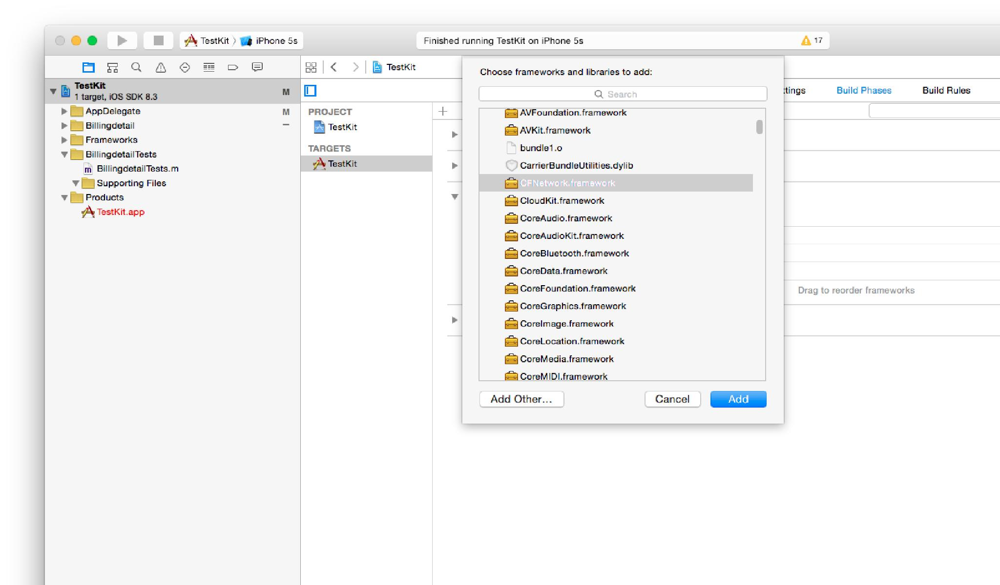 TestKit 〉 iPhone 5s
Finished running TestKit on iPhone 5s
17
TestKit
1 target, iOS SDK 8.3
M
AppDelegate
M
Billingdetail
Frameworks
BillingdetailTests
BillingdetailTests.m
Supporting Files
Products
TestKit.app
TestKit
PROJECT
TestKit
TARGETS
TestKit
Choose frameworks and libraries to add:
Search
AVFoundation.framework
AVKit.framework
bundle1.o
CarrierBundleUtilities.dylib
CFNetwork.framework
CloudKit.framework
CoreAudio.framework
CoreAudioKit.framework
CoreBluetooth.framework
CoreData.framework
CoreFoundation.framework
CoreGraphics.framework
CoreImage.framework
CoreLocation.framework
CoreMedia.framework
CoreMIDI.framework
Add Other...
Cancel
Add
ttings
Build Phases
Build Rules
Drag to reorder frameworks